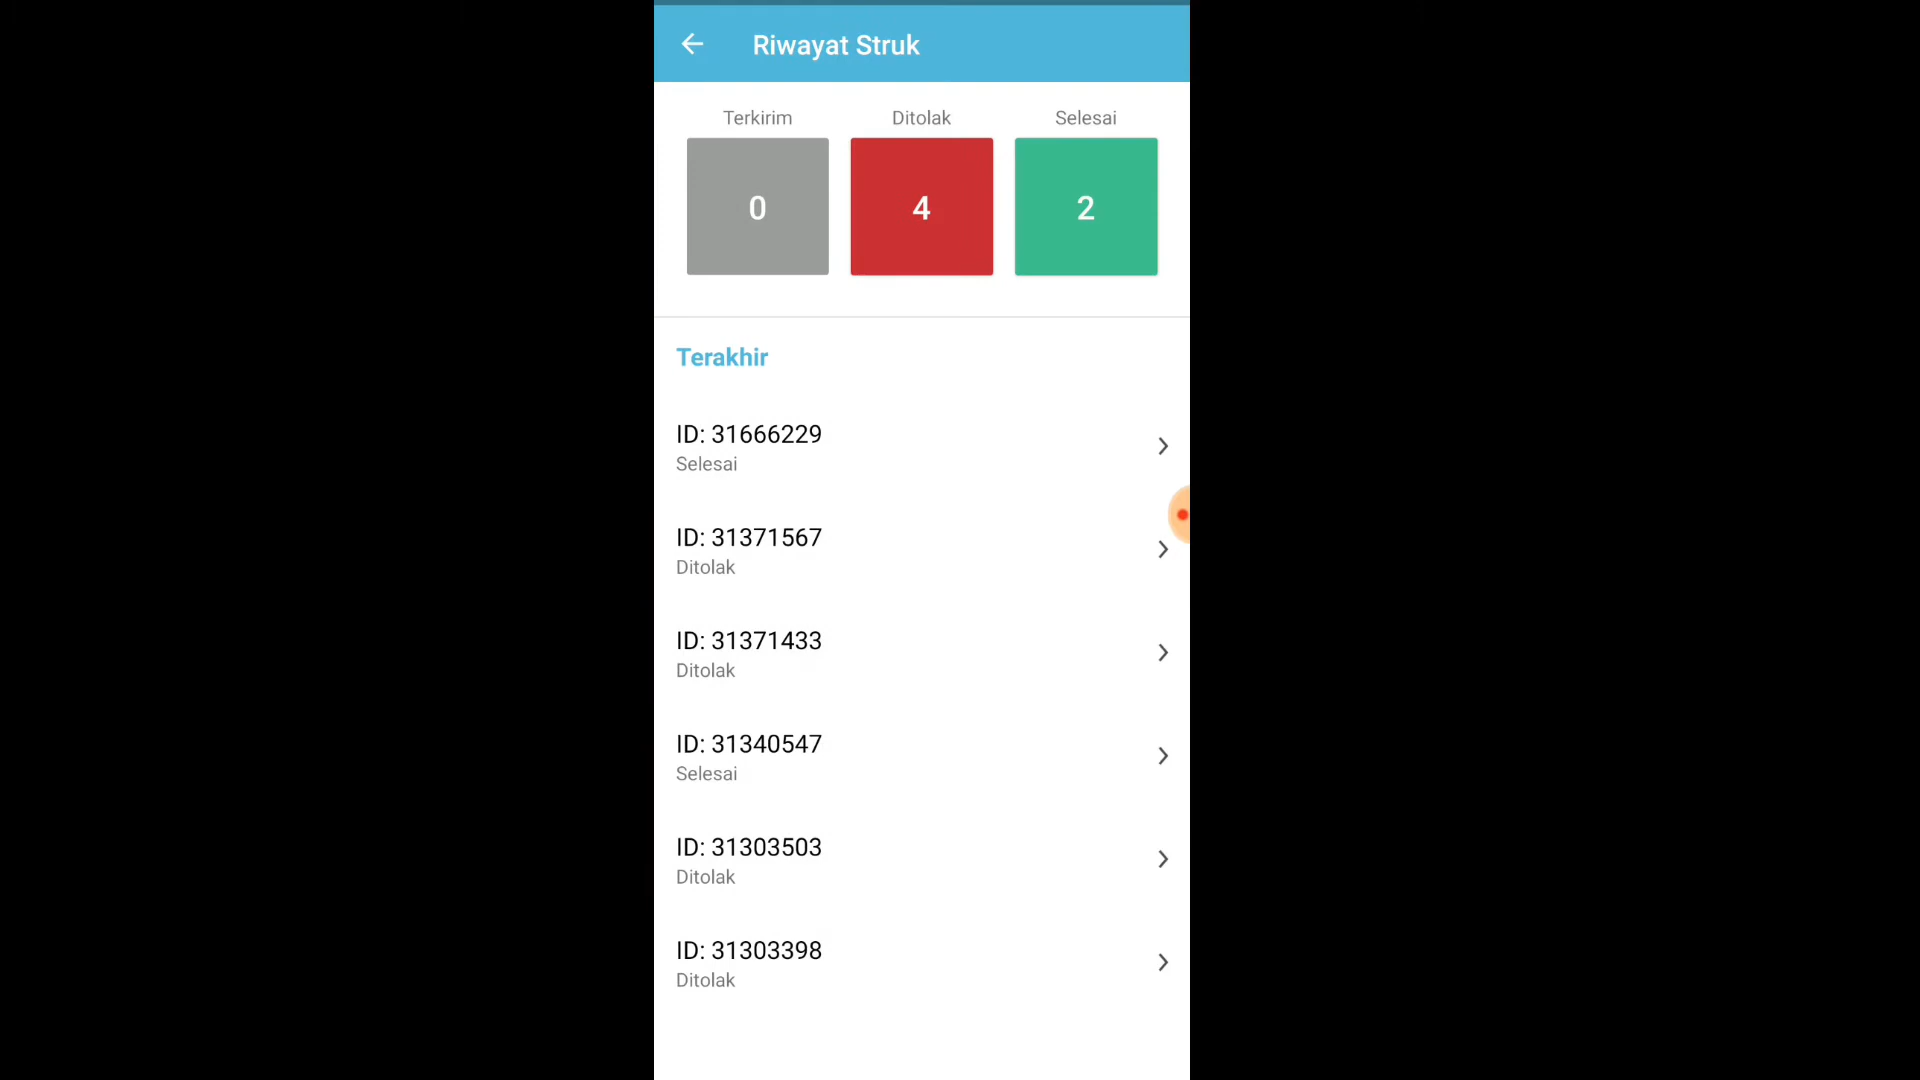 Riwayat Struk
Terkirim
Ditolak
Selesai
0
4
2
Terakhir
ID: 31666229
Selesai
ID: 31371567
Ditolak
ID: 31371433
Ditolak
ID: 31340547
Selesai
ID: 31303503
Ditolak
ID: 31303398
Ditolak